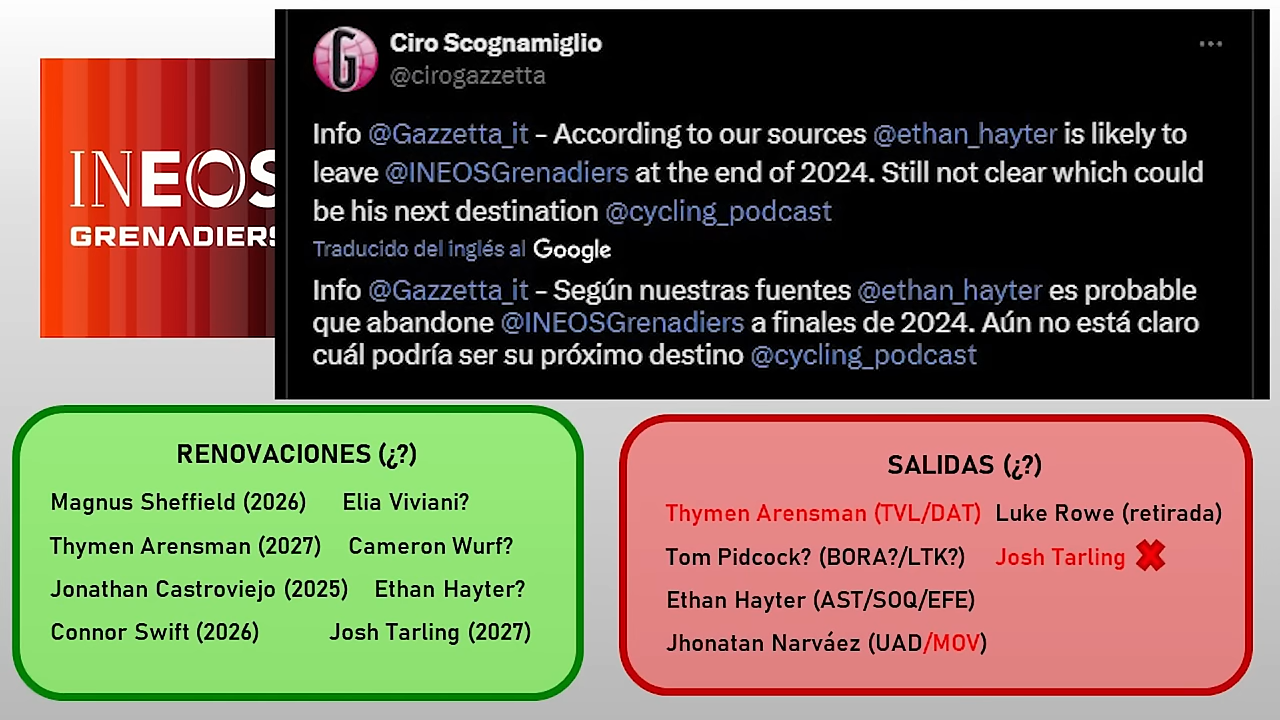 INEOS
GRENADIERS
Ciro Scognamiglio
@cirogazzetta
Info @Gazzetta_it – According to our sources @ethan_hayter is likely to
leave @INEOSGrenadiers at the end of 2024. Still not clear which could
be his next destination @cycling_podcast
Traducido del inglés al Google
Info @Gazzetta_it – Según nuestras fuentes @ethan_hayter es probable
que abandone @INEOSGrenadiers a finales de 2024. Aún no está claro
cuál podría ser su próximo destino @cycling_podcast
RENOVACIONES (¿?)
Magnus Sheffield (2026) Elia Viviani?
Thymen Arensman (2027) Cameron Wurf?
Jonathan Castroviejo (2025) Ethan Hayter?
Connor Swift (2026) Josh Tarling (2027)
SALIDAS (¿?)
Thymen Arensman (TVL/DAT) Luke Rowe (retirada)
Tom Pidcock? (BORA?/LTK?) Josh Tarling
Ethan Hayter (AST/SOQ/EFE)
Jhonatan Narváez (UAD/MOV)